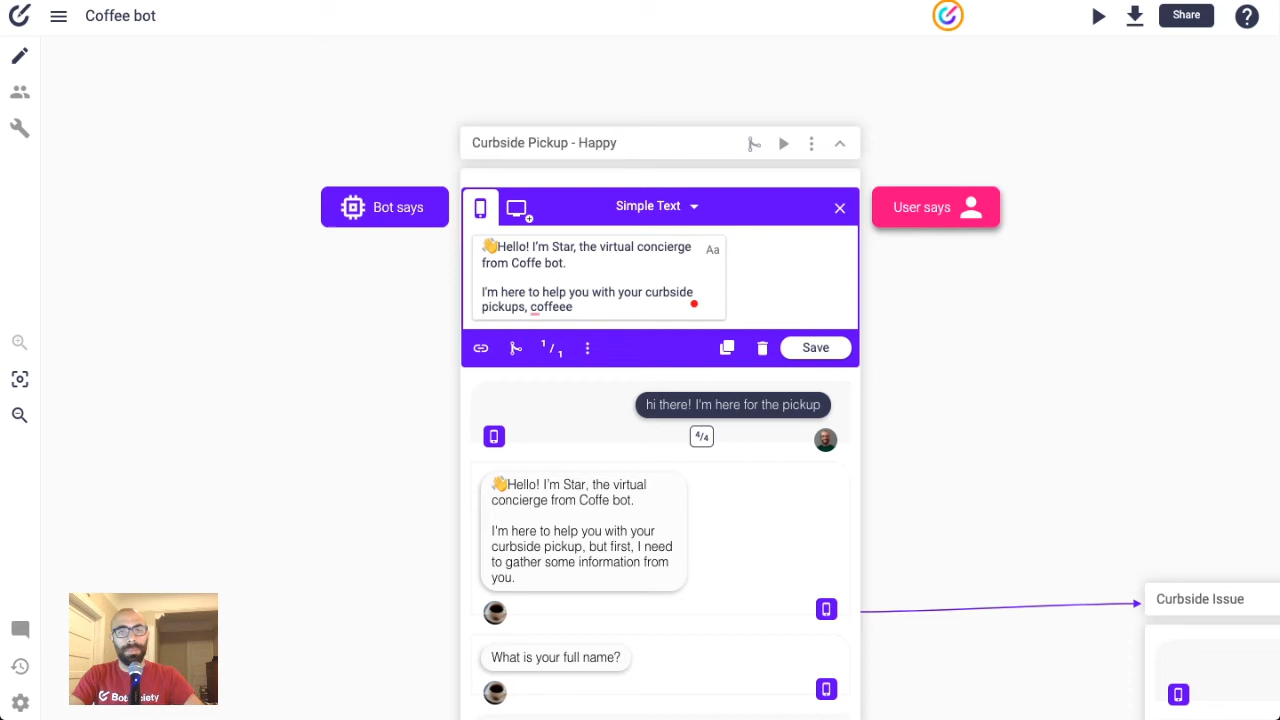 Coffee bot
Share
Curbside Pickup - Happy
Bot says
Simple Text
User says
👋Hello! I'm Star, the virtual concierge
from Coffe bot.
Aa
I'm here to help you with your curbside
pickups, coffeee
1/1
Save
hi there! I'm here for the pickup
4/4
👋Hello! I'm Star, the virtual
concierge from Coffe bot.
I'm here to help you with your
curbside pickup, but first, I need
to gather some information from
you.
Curbside Issue
What is your full name?
Botsociety